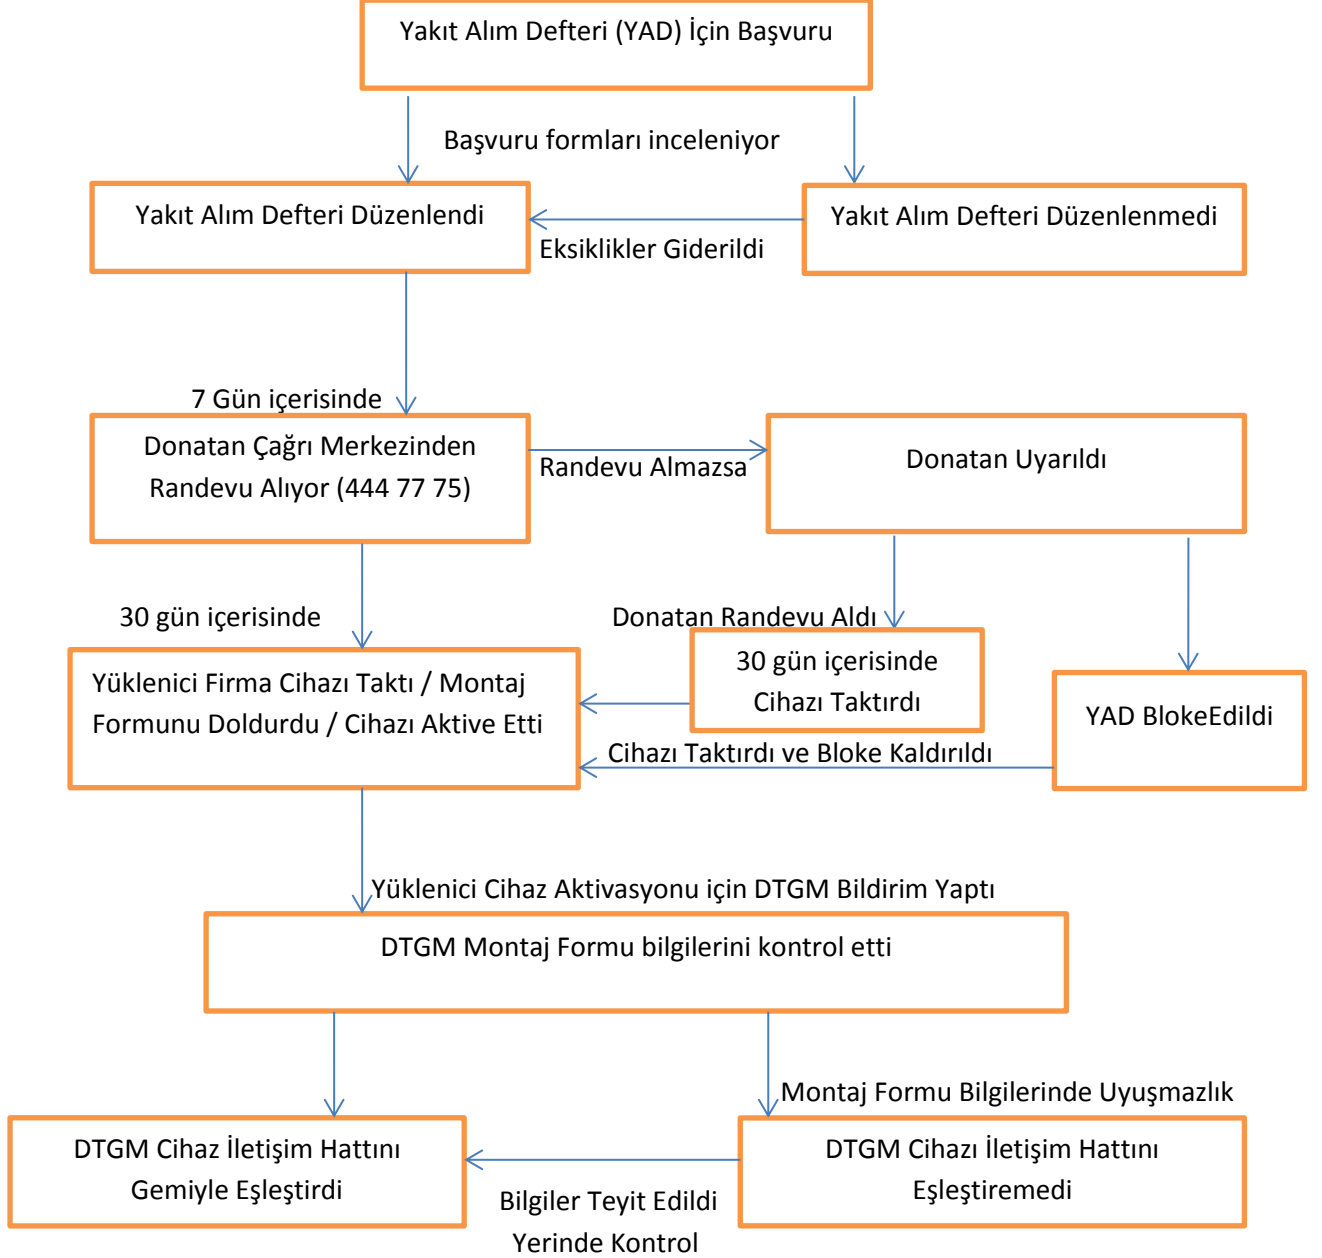 Yakıt Alım Defteri (YAD) İçin Başvuru
Başvuru formları inceleniyor
Yakıt Alım Defteri Düzenlendi
Yakıt Alım Defteri Düzenlenmedi
Eksiklikler Giderildi
7 Gün içerisinde
Donatan Çağrı Merkezinden
Randevu Alıyor (444 77 75)
Randevu Almazsa
Donatan Uyarıldı
30 gün içerisinde
Donatan Randevu Aldı
30 gün içerisinde
Cihazı Taktırdı
Yüklenici Firma Cihazı Taktı / Montaj
Formunu Doldurdu / Cihazı Aktive Etti
YAD BlokeEdildi
Cihazı Taktırdı ve Bloke Kaldırıldı
Yüklenici Cihaz Aktivasyonu için DTGM Bildirim Yaptı
DTGM Montaj Formu bilgilerini kontrol etti
Montaj Formu Bilgilerinde Uyuşmazlık
DTGM Cihaz İletişim Hattını
Gemiyle Eşleştirdi
DTGM Cihazı İletişim Hattını
Eşleştiremedi
Bilgiler Teyit Edildi
Yerinde Kontrol